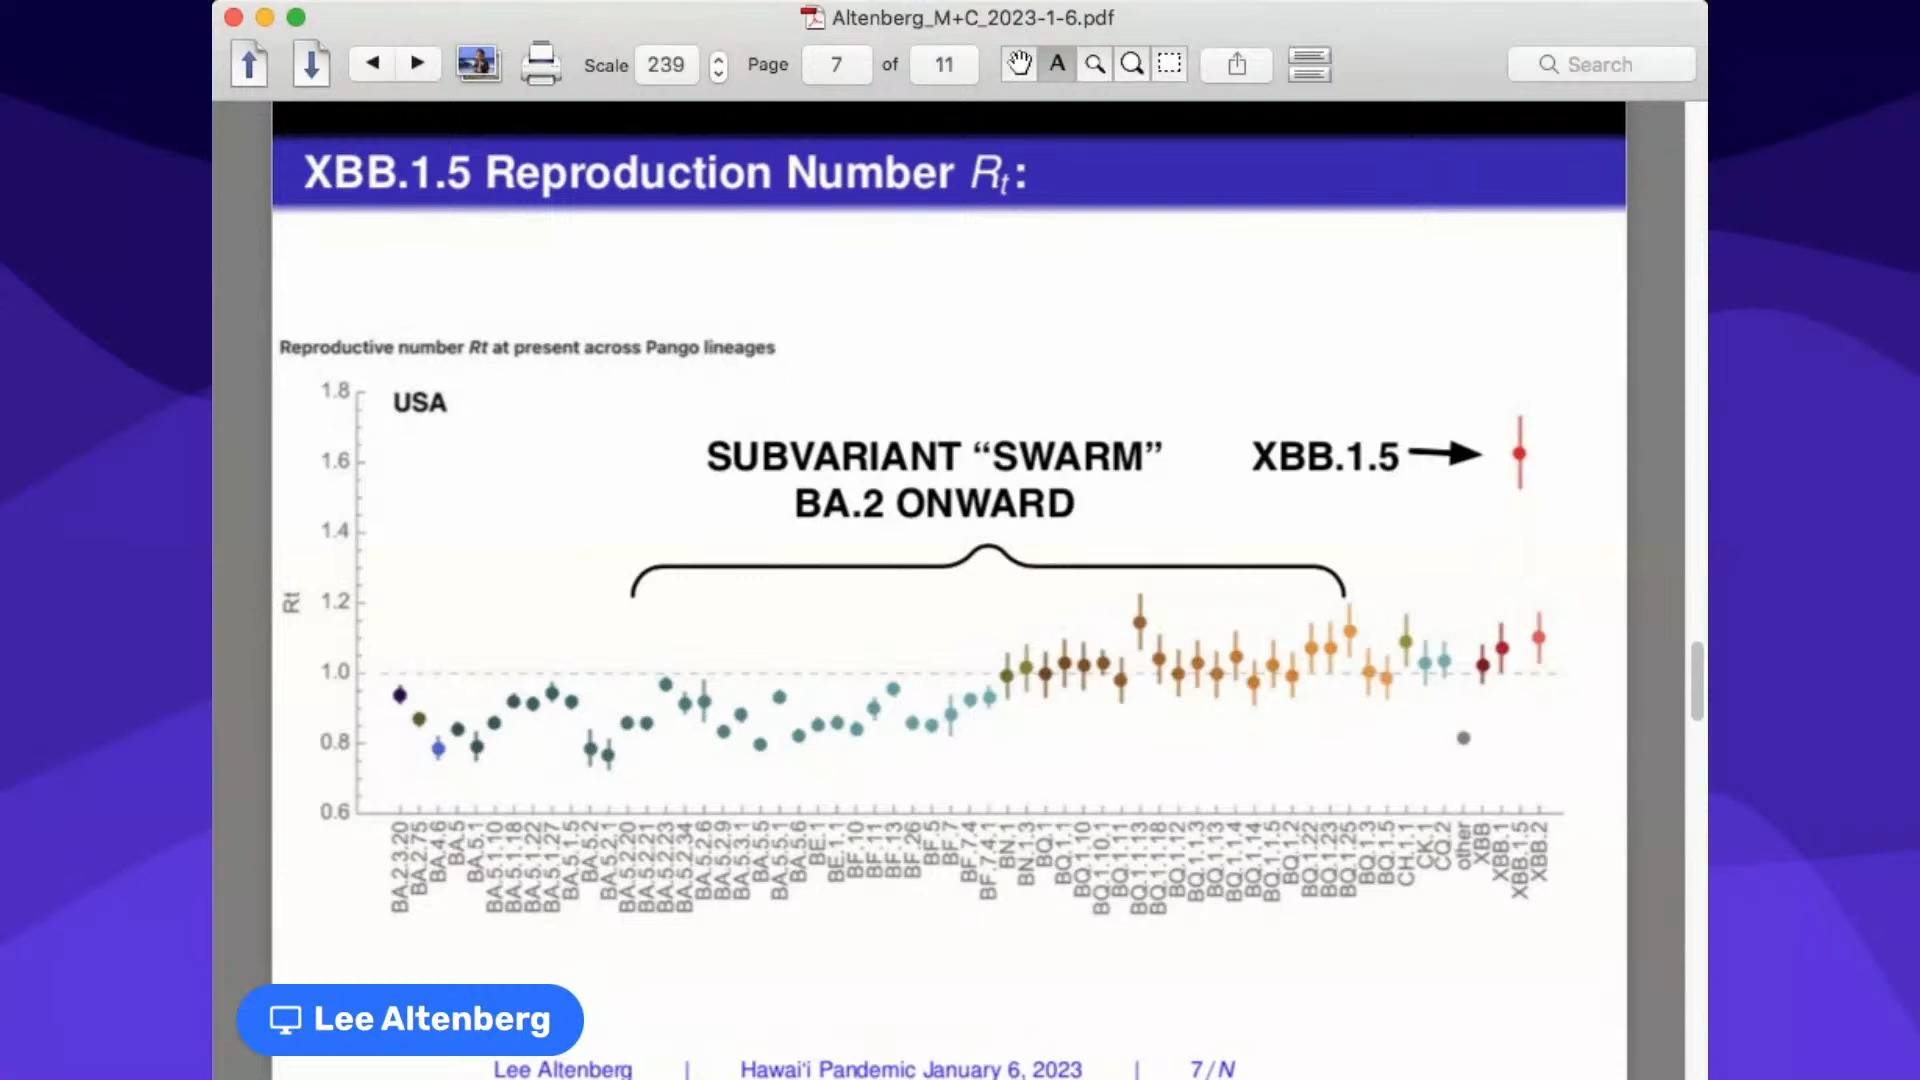 Altenberg_M+C_2023-1-6.pdf
Scale 239 Page 7 of 11 A Search
XBB.1.5 Reproduction Number Rt:
Reproductive number Rt at present across Pango lineages
1.8
USA
SUBVARIANT “SWARM”
BA.2 ONWARD
XBB.1.5
1.6
1.4
1.2
Rt
1.0
0.8
0.6
BA.2.3.20
BA.2.75
BA.4.6
BA.5
BA.5.1
BA.5.1.10
BA.5.1.18
BA.5.1.22
BA.5.1.27
BA.5.1.5
BA.5.2
BA.5.2.1
BA.5.2.20
BA.5.2.21
BA.5.2.23
BA.5.2.34
BA.5.2.6
BA.5.2.9
BA.5.3.1
BA.5.5
BA.5.5.1
BA.5.6
BE.1
BE.1.1
BF.10
BF.11
BF.13
BF.26
BF.5
BF.7
BF.7.4
BF.7.4.1
BN.1
BN.1.3
BQ.1
BQ.1.1
BQ.1.10
BQ.1.10.1
BQ.1.11
BQ.1.1.13
BQ.1.1.18
BQ.1.12
BQ.1.1.3
BQ.1.13
BQ.1.1.4
BQ.1.14
BQ.1.1.5
BQ.1.2
BQ.1.22
BQ.1.23
BQ.1.25
BQ.1.3
BQ.1.5
CH.1.1
CK.1
CQ.2
other
XBB
XBB.1
XBB.1.5
XBB.2
Lee Altenberg
Lee Altenberg | Hawai‘i Pandemic January 6, 2023 | 7/N